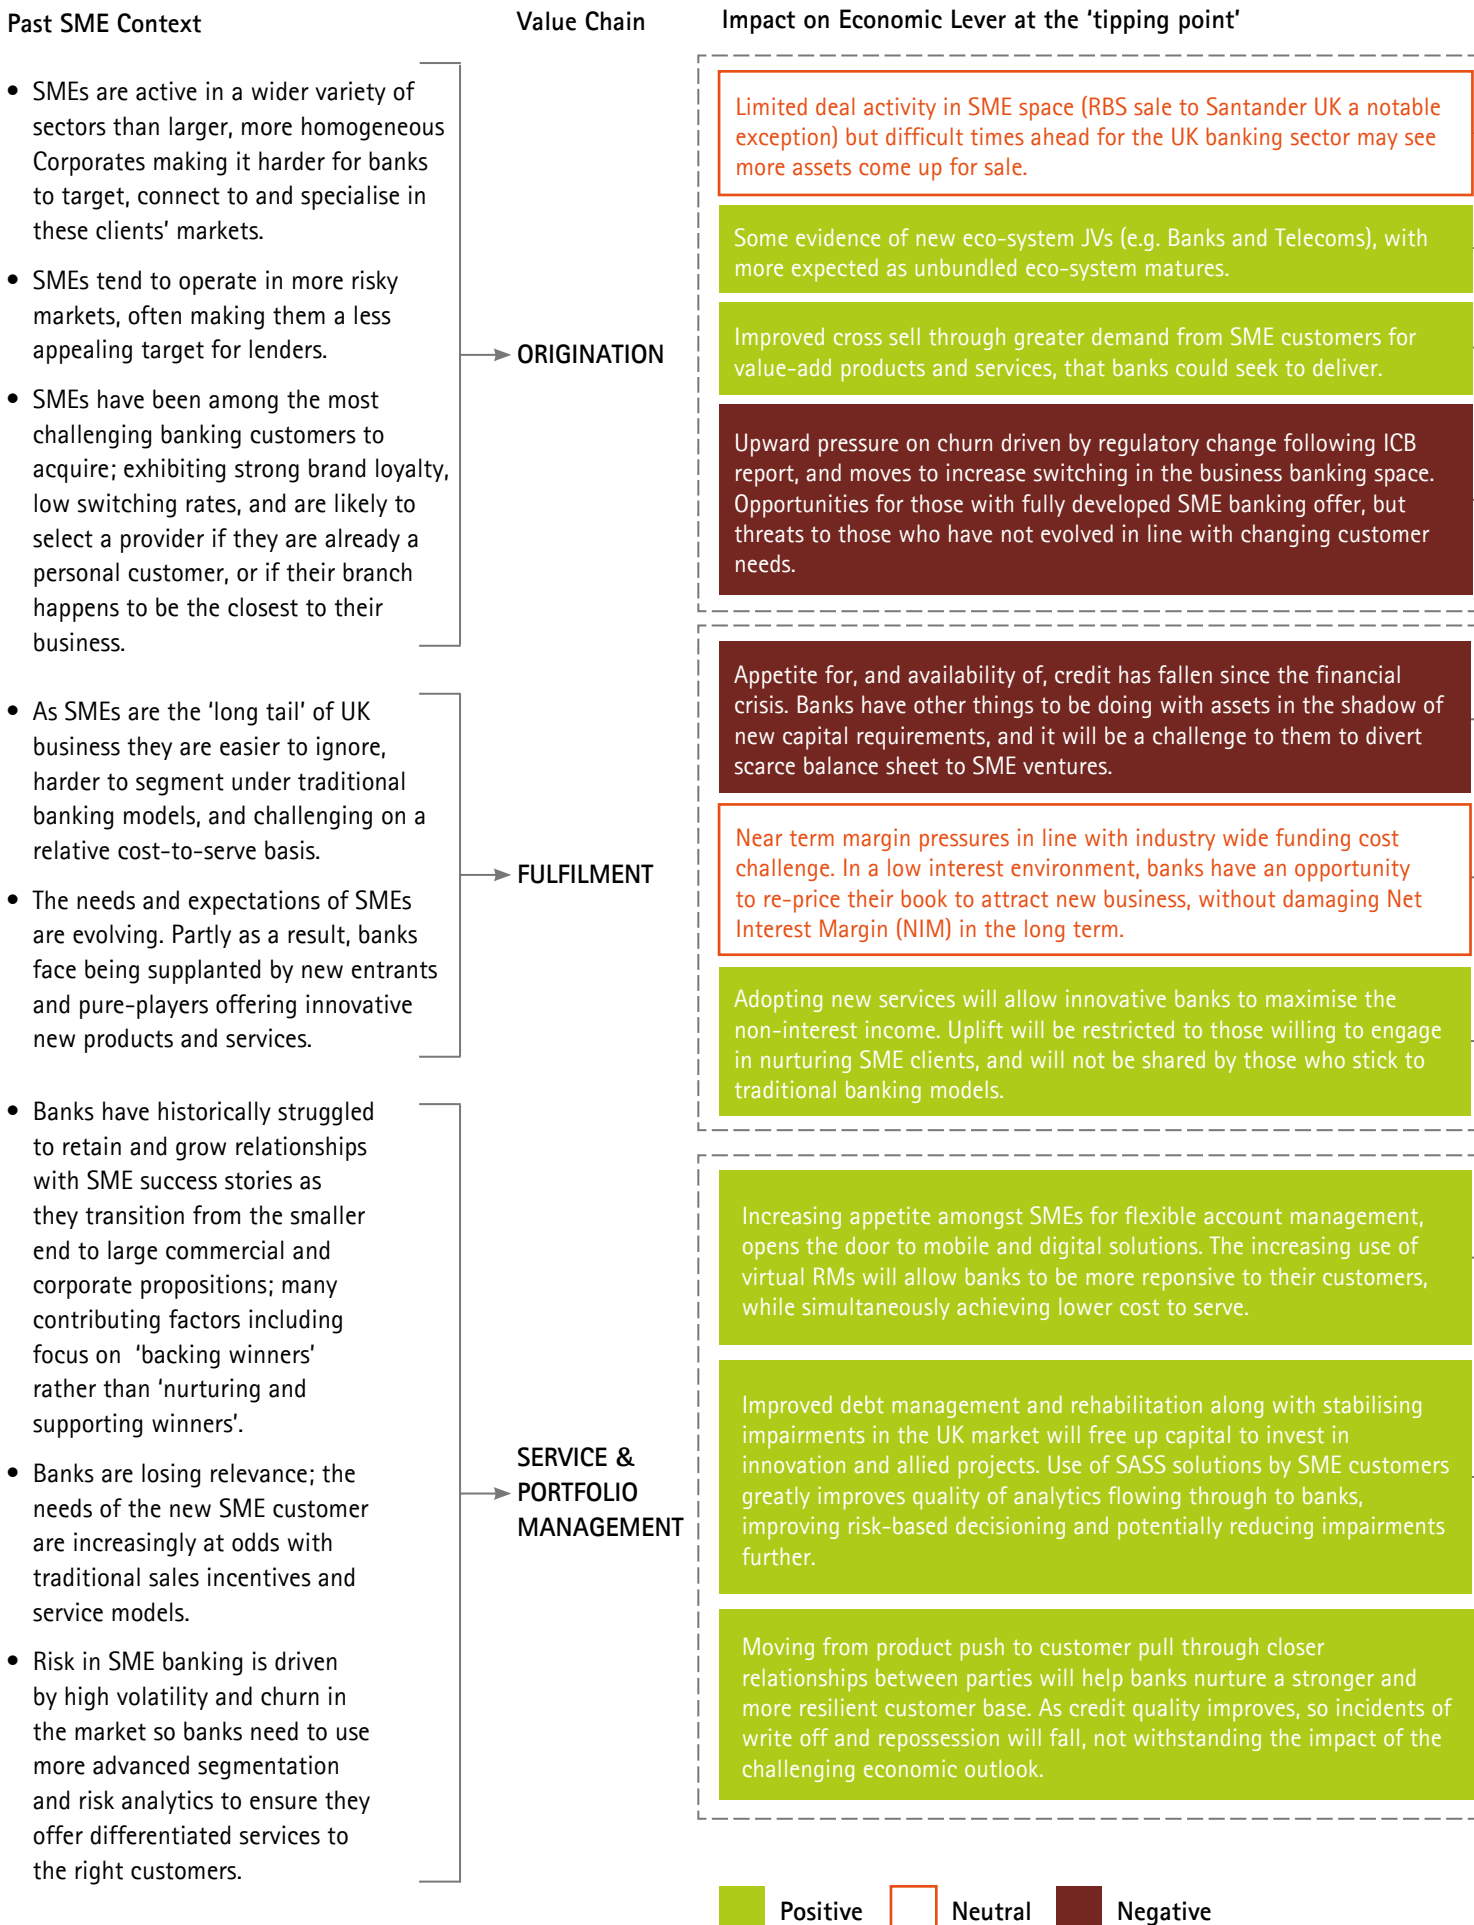 Past SME Context
Value Chain
Impact on Economic Lever at the ‘tipping point’
• SMEs are active in a wider variety of
sectors than larger, more homogeneous
Corporates making it harder for banks
to target, connect to and specialise in
these clients’ markets.
• SMEs tend to operate in more risky
markets, often making them a less
appealing target for lenders.
• SMEs have been among the most
challenging banking customers to
acquire; exhibiting strong brand loyalty,
low switching rates, and are likely to
select a provider if they are already a
personal customer, or if their branch
happens to be the closest to their
business.
ORIGINATION
Limited deal activity in SME space (RBS sale to Santander UK a notable
exception) but difficult times ahead for the UK banking sector may see
more assets come up for sale.
Some evidence of new eco-system JVs (e.g. Banks and Telecoms), with
more expected as unbundled eco-system matures.
Improved cross sell through greater demand from SME customers for
value-add products and services, that banks could seek to deliver.
Upward pressure on churn driven by regulatory change following ICB
report, and moves to increase switching in the business banking space.
Opportunities for those with fully developed SME banking offer, but
threats to those who have not evolved in line with changing customer
needs.
• As SMEs are the ‘long tail’ of UK
business they are easier to ignore,
harder to segment under traditional
banking models, and challenging on a
relative cost-to-serve basis.
• The needs and expectations of SMEs
are evolving. Partly as a result, banks
face being supplanted by new entrants
and pure-players offering innovative
new products and services.
FULFILMENT
Appetite for, and availability of, credit has fallen since the financial
crisis. Banks have other things to be doing with assets in the shadow of
new capital requirements, and it will be a challenge to them to divert
scarce balance sheet to SME ventures.
Near term margin pressures in line with industry wide funding cost
challenge. In a low interest environment, banks have an opportunity
to re-price their book to attract new business, without damaging Net
Interest Margin (NIM) in the long term.
Adopting new services will allow innovative banks to maximise the
non-interest income. Uplift will be restricted to those willing to engage
in nurturing SME clients, and will not be shared by those who stick to
traditional banking models.
• Banks have historically struggled
to retain and grow relationships
with SME success stories as
they transition from the smaller
end to large commercial and
corporate propositions; many
contributing factors including
focus on ‘backing winners’
rather than ‘nurturing and
supporting winners’.
• Banks are losing relevance; the
needs of the new SME customer
are increasingly at odds with
traditional sales incentives and
service models.
• Risk in SME banking is driven
by high volatility and churn in
the market so banks need to use
more advanced segmentation
and risk analytics to ensure they
offer differentiated services to
the right customers.
SERVICE &
PORTFOLIO
MANAGEMENT
Increasing appetite amongst SMEs for flexible account management,
opens the door to mobile and digital solutions. The increasing use of
virtual RMs will allow banks to be more reponsive to their customers,
while simultaneously achieving lower cost to serve.
Improved debt management and rehabilitation along with stabilising
impairments in the UK market will free up capital to invest in
innovation and allied projects. Use of SASS solutions by SME customers
greatly improves quality of analytics flowing through to banks,
improving risk-based decisioning and potentially reducing impairments
further.
Moving from product push to customer pull through closer
relationships between parties will help banks nurture a stronger and
more resilient customer base. As credit quality improves, so incidents of
write off and repossession will fall, not withstanding the impact of the
challenging economic outlook.
Positive
Neutral
Negative